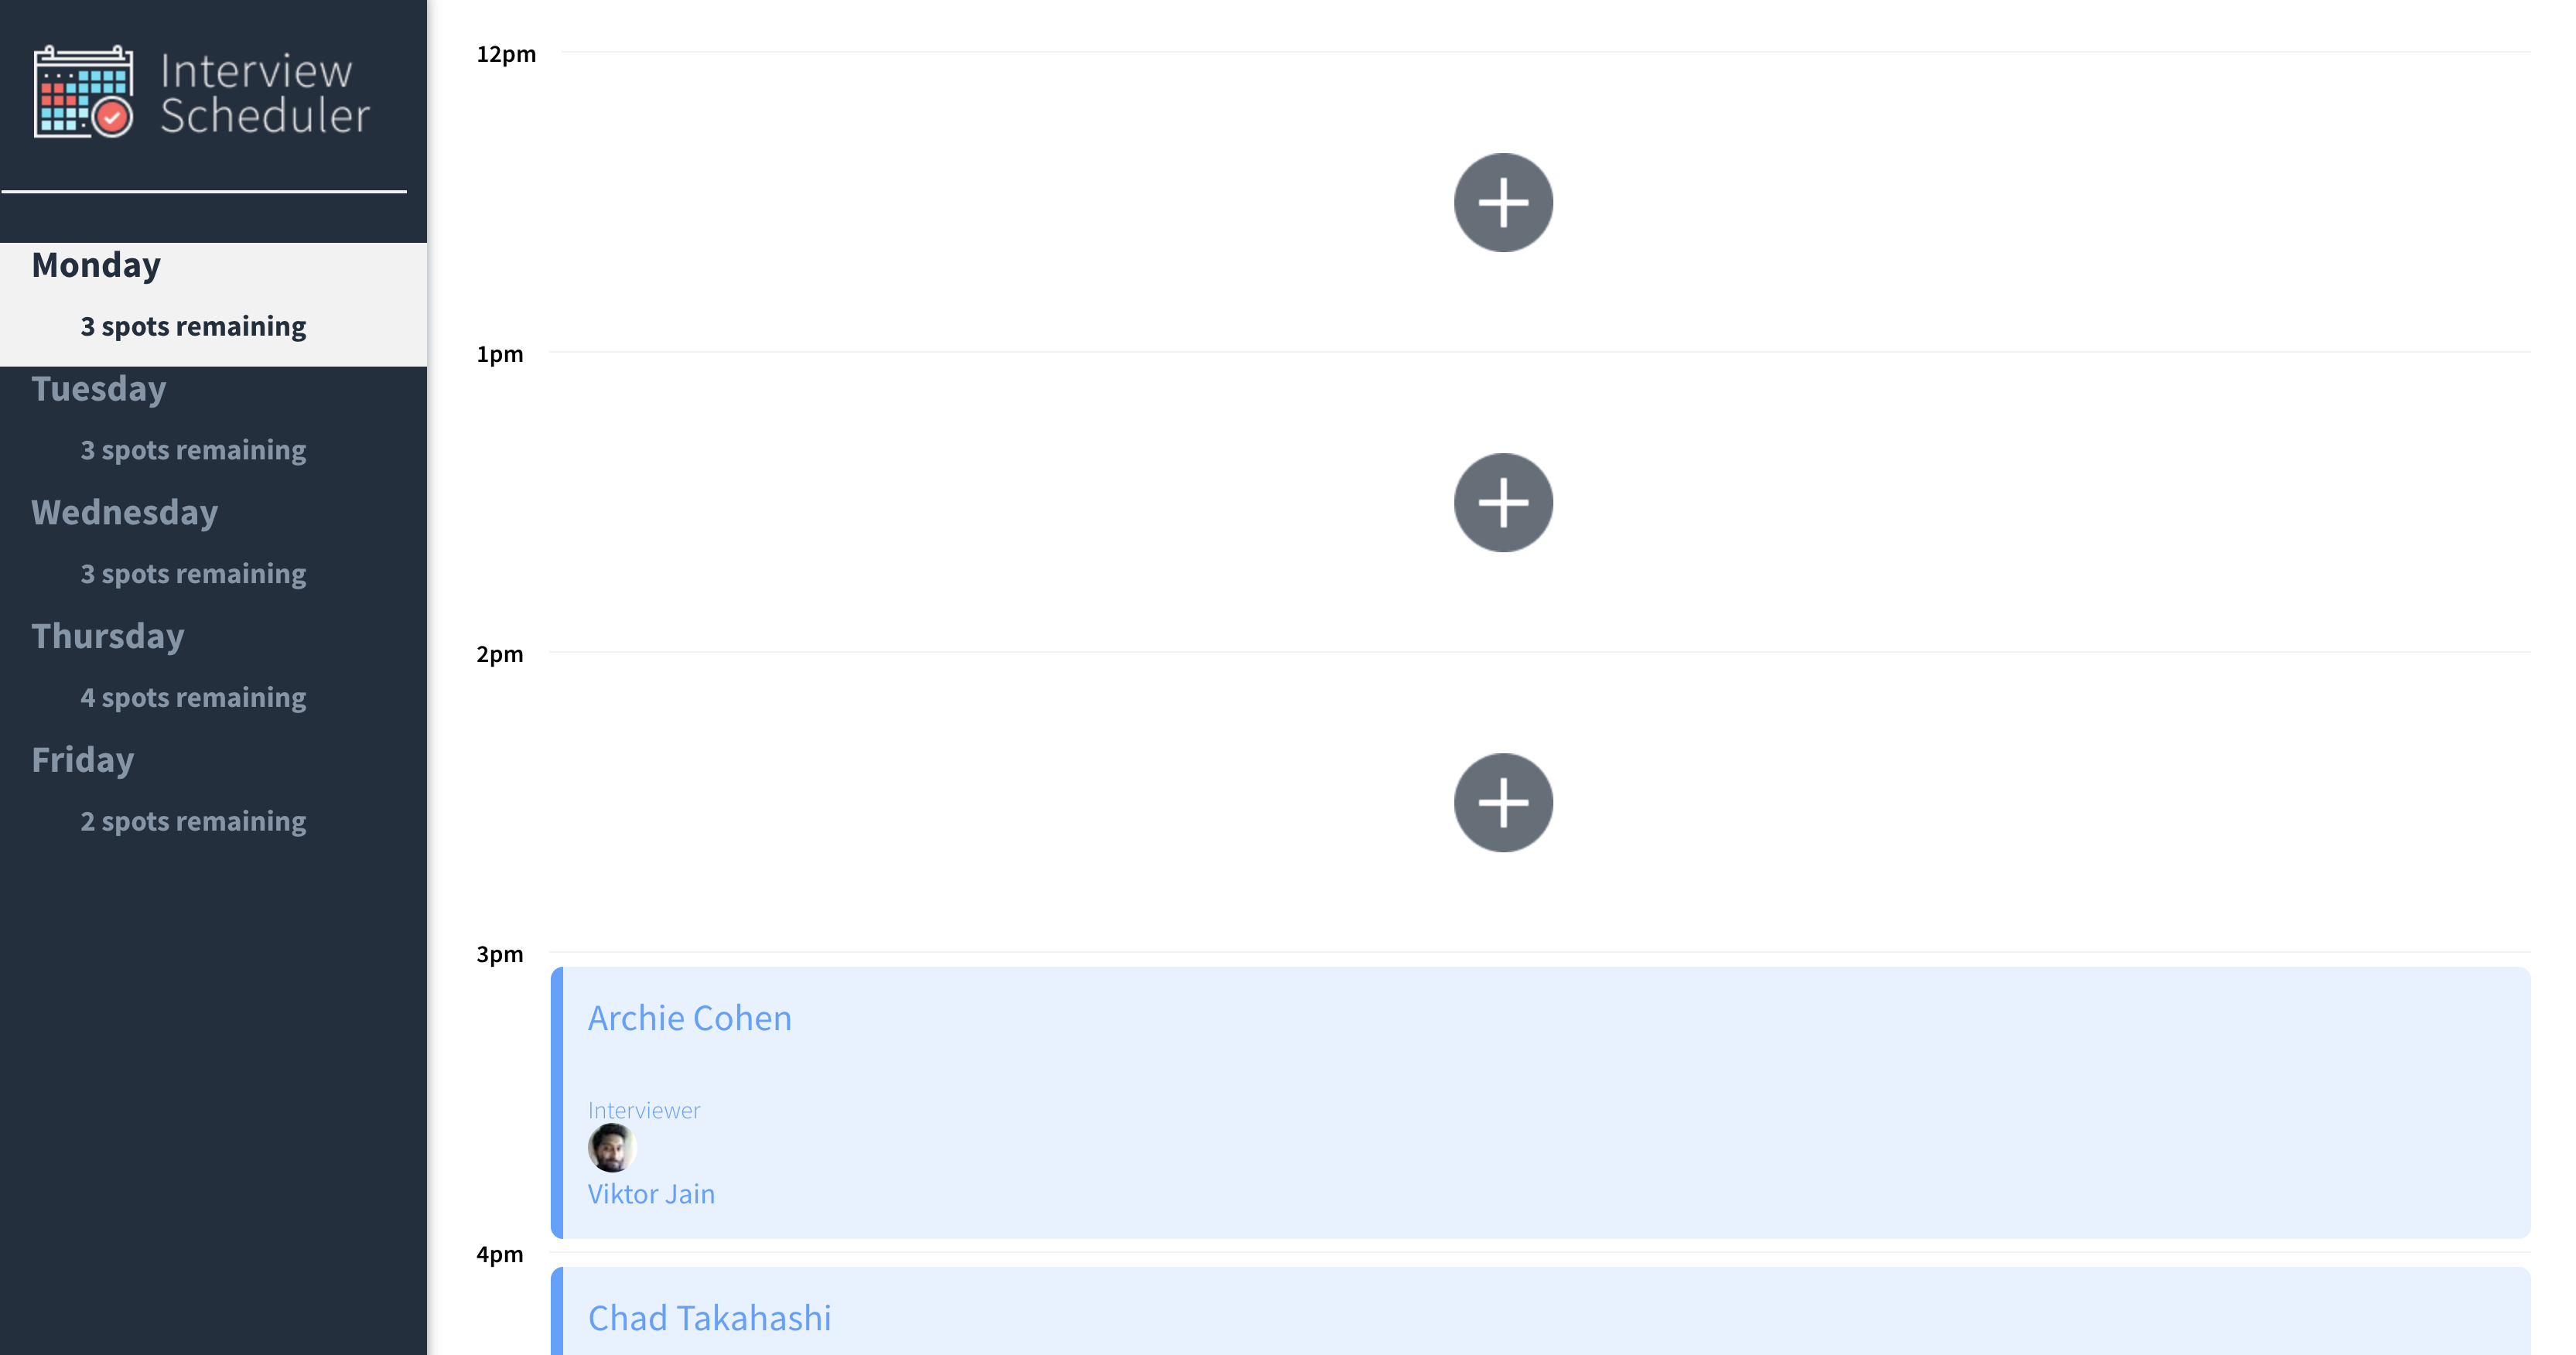 Interview
Scheduler
Monday
3 spots remaining
Tuesday
3 spots remaining
Wednesday
3 spots remaining
Thursday
4 spots remaining
Friday
2 spots remaining
12pm
1pm
2pm
3pm
Archie Cohen
Interviewer
Viktor Jain
4pm
Chad Takahashi